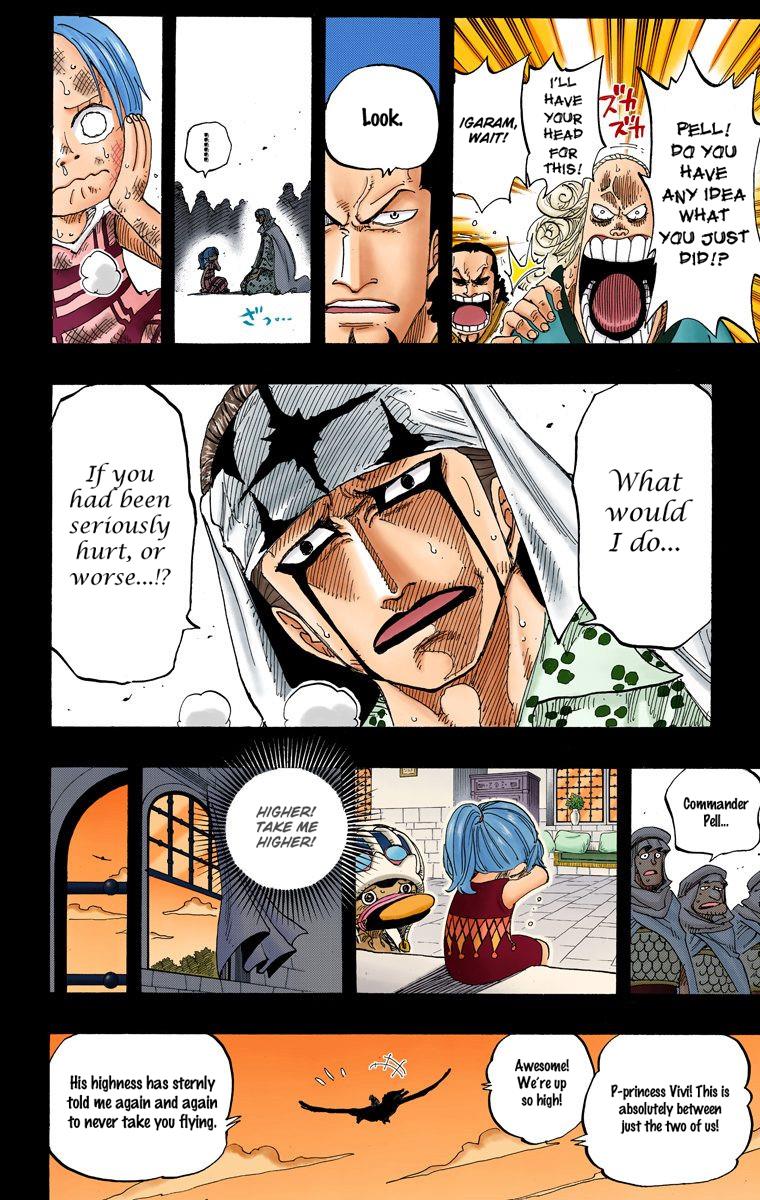 PELL!
DO YOU
HAVE
ANY IDEA
WHAT
YOU JUST
DID!?
ズカ
ズカ
I'LL
HAVE
YOUR
HEAD
FOR
THIS!
IGARAM,
WAIT!
Look.
ざっ…
What
would
I do...
If you
had been
seriously
hurt, or
worse...!?
Commander
Pell...
HIGHER!
TAKE ME
HIGHER!
P-princess Vivi! This is
absolutely between
just the two of us!
Awesome!
We're up
so high!
His highness has sternly
told me again and again
to never take you flying.